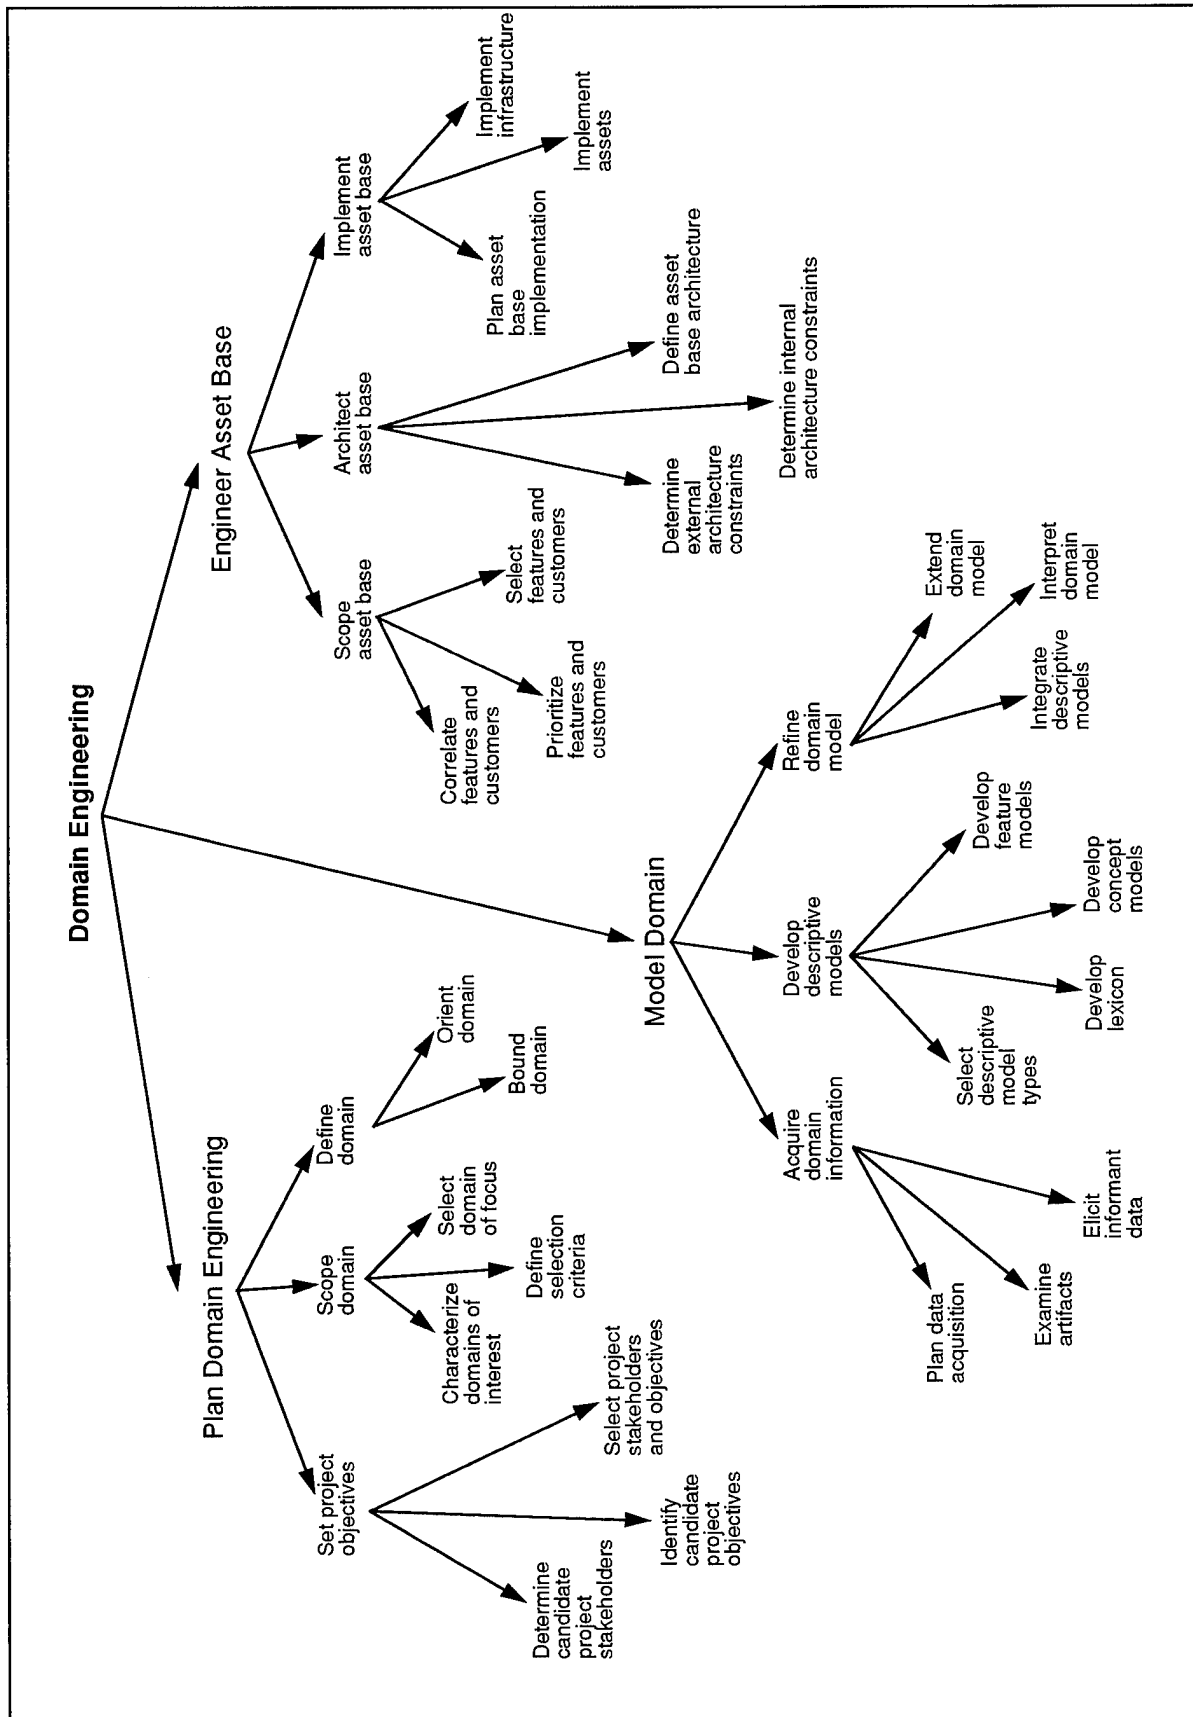 Domain Engineering
Plan Domain Engineering
Set project
objectives
Determine
candidate
project
stakeholders
Identify
candidate
project
objectives
Select project
stakeholders
and objectives
Scope
domain
Characterize
domains of
interest
Define
selection
criteria
Select
domain
of focus
Define
domain
Bound
domain
Orient
domain
Model Domain
Acquire
domain
information
Plan data
acquisition
Examine
artifacts
Elicit
informant
data
Develop
descriptive
models
Select
descriptive
model
types
Develop
lexicon
Develop
concept
models
Develop
feature
models
Refine
domain
model
Integrate
descriptive
models
Interpret
domain
model
Extend
domain
model
Engineer Asset Base
Scope
asset base
Correlate
features and
customers
Prioritize
features and
customers
Select
features and
customers
Architect
asset base
Determine
external
architecture
constraints
Determine internal
architecture constraints
Define asset
base architecture
Implement
asset base
Plan asset
base
implementation
Implement
assets
Implement
infrastructure